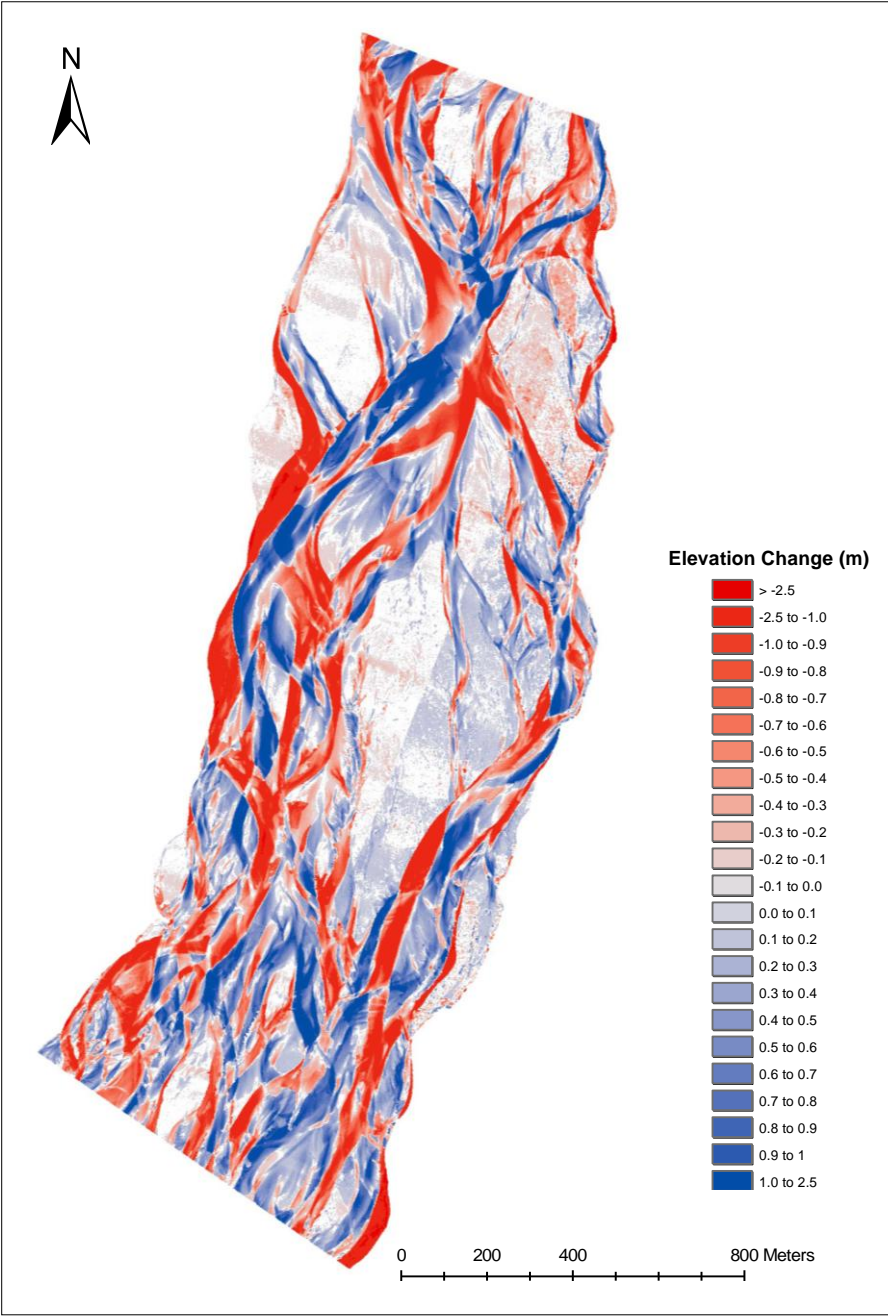 N
Elevation Change (m)
> -2.5
-2.5 to -1.0
-1.0 to -0.9
-0.9 to -0.8
-0.8 to -0.7
-0.7 to -0.6
-0.6 to -0.5
-0.5 to -0.4
-0.4 to -0.3
-0.3 to -0.2
-0.2 to -0.1
-0.1 to 0.0
0.0 to 0.1
0.1 to 0.2
0.2 to 0.3
0.3 to 0.4
0.4 to 0.5
0.5 to 0.6
0.6 to 0.7
0.7 to 0.8
0.8 to 0.9
0.9 to 1
1.0 to 2.5
0 200 400 800 Meters